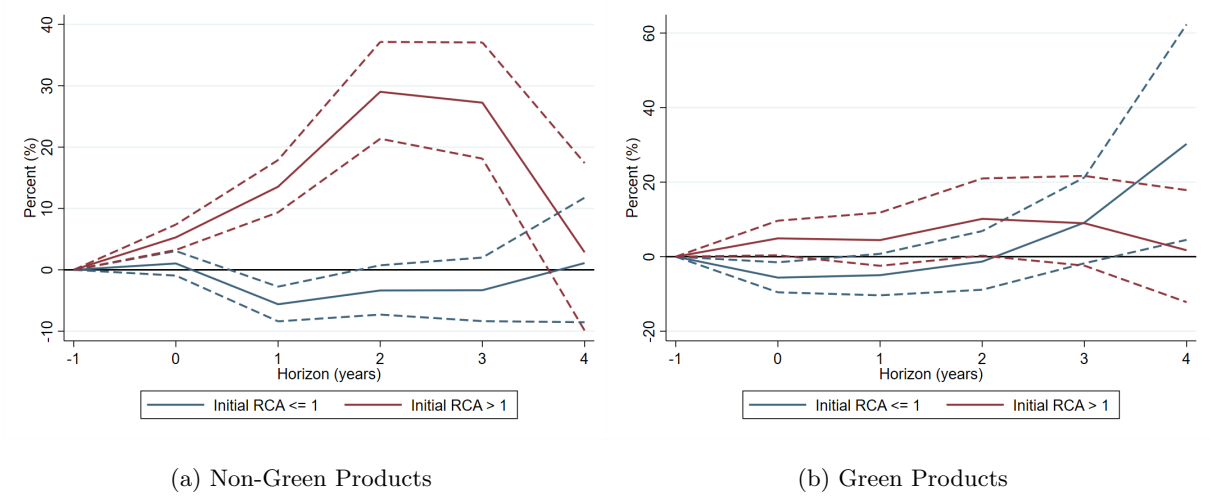 40
30
20
10
0
-10
Percent (%)
-1 0 1 2 3 4
Horizon (years)
Initial RCA <= 1 Initial RCA > 1
(a) Non-Green Products
60
40
20
0
-20
Percent (%)
-1 0 1 2 3 4
Horizon (years)
Initial RCA <= 1 Initial RCA > 1
(b) Green Products